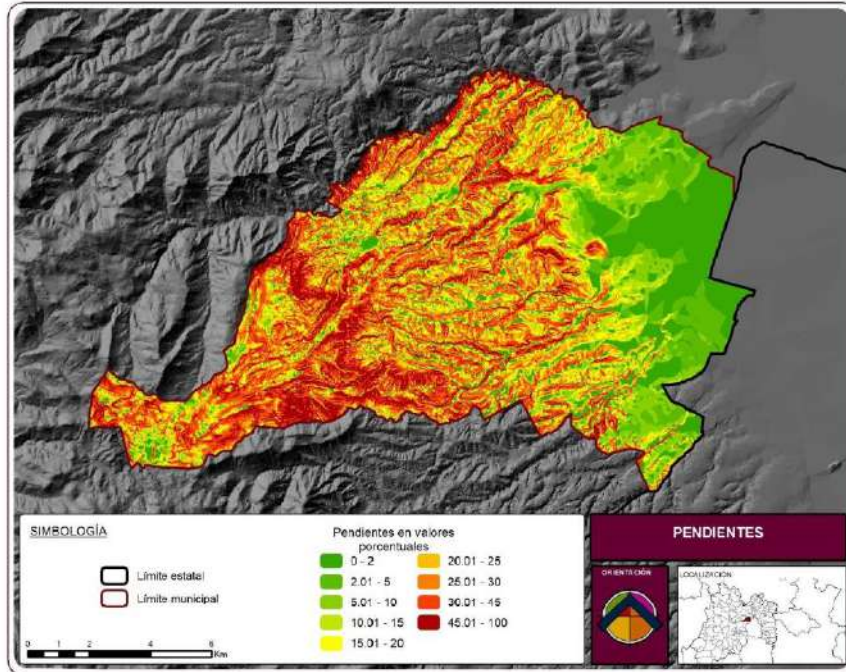 SIMBOLOGÍA
Límite estatal
Límite municipal
0 2 4 6
Km
Pendientes en valores
porcentuales
0 - 2
2.01 - 5
5.01 - 10
10.01 - 15
15.01 - 20
20.01 - 25
25.01 - 30
30.01 - 45
45.01 - 100
PENDIENTES
ORIENTACIÓN
LOCALIZACIÓN